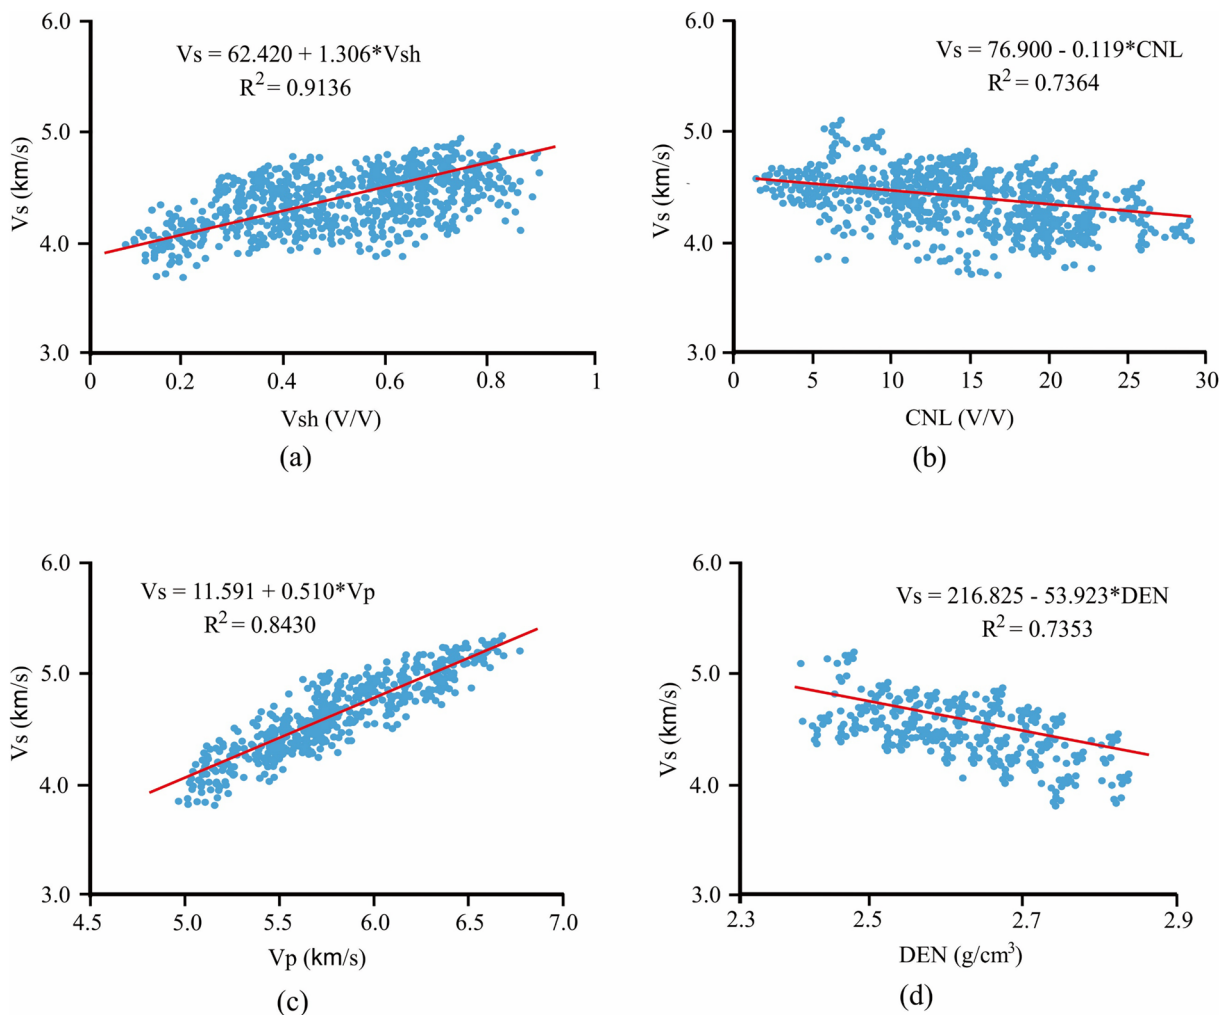 6.0
5.0
4.0
3.0
Vs (km/s)
Vs = 62.420 + 1.306*Vsh
R² = 0.9136
0 0.2 0.4 0.6 0.8 1
Vsh (V/V)
(a)
6.0
5.0
4.0
3.0
Vs (km/s)
Vs = 76.900 - 0.119*CNL
R² = 0.7364
0 5 10 15 20 25 30
CNL (V/V)
(b)
6.0
5.0
4.0
3.0
Vs (km/s)
Vs = 11.591 + 0.510*Vp
R² = 0.8430
4.5 5.0 5.5 6.0 6.5 7.0
Vp (km/s)
(c)
6.0
5.0
4.0
3.0
Vs (km/s)
Vs = 216.825 - 53.923*DEN
R² = 0.7353
2.3 2.5 2.7 2.9
DEN (g/cm³)
(d)